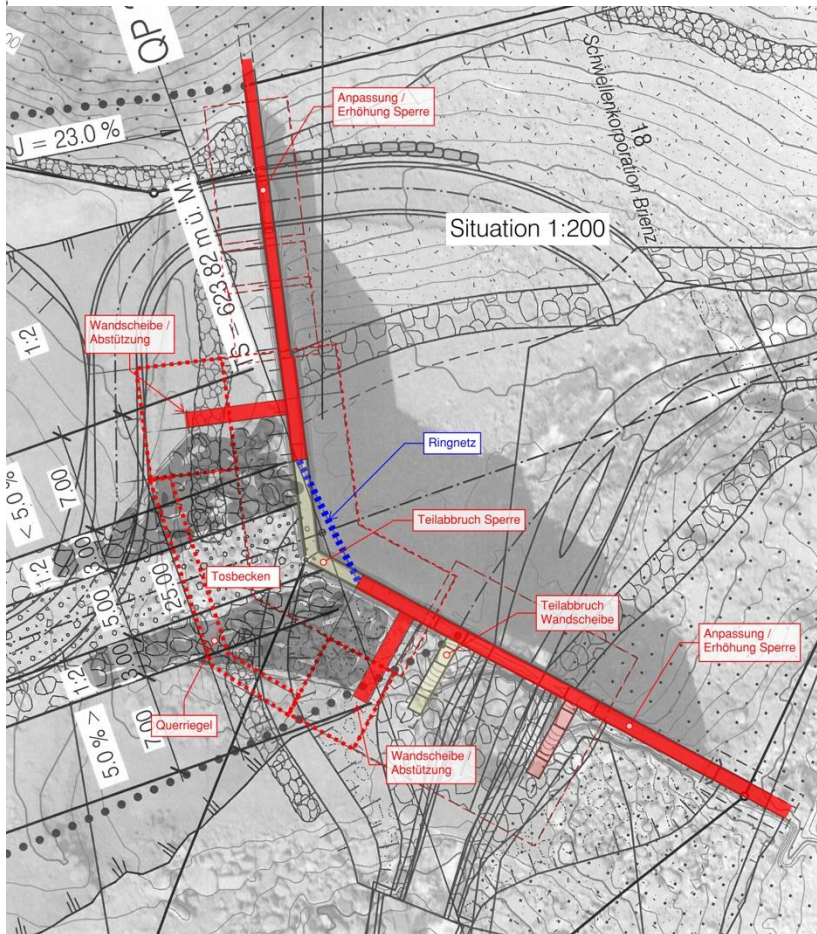 QP
J = 23.0 %
Anpassung /
Erhöhung Sperre
18
Schwellenkorporation Brienz
Situation 1:200
TS 623.82 m ü. M
Wandscheibe /
Abstützung
1:2
Ringnetz
7.00
< 5.0 %
Teilabbruch Sperre
3.00
1:2
Tosbecken
5.00
25.00
Teilabbruch
Wandscheibe
3.00
1:2
Anpassung /
Erhöhung Sperre
5.0 % >
7.00
Querriegel
Wandscheibe /
Abstützung